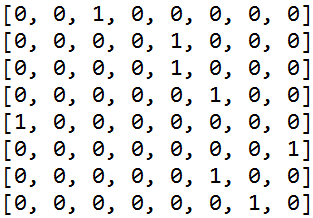 [0, 0, 1, 0, 0, 0, 0, 0]
[0, 0, 0, 0, 1, 0, 0, 0]
[0, 0, 0, 0, 1, 0, 0, 0]
[0, 0, 0, 0, 0, 1, 0, 0]
[1, 0, 0, 0, 0, 0, 0, 0]
[0, 0, 0, 0, 0, 0, 0, 1]
[0, 0, 0, 0, 0, 1, 0, 0]
[0, 0, 0, 0, 0, 0, 1, 0]